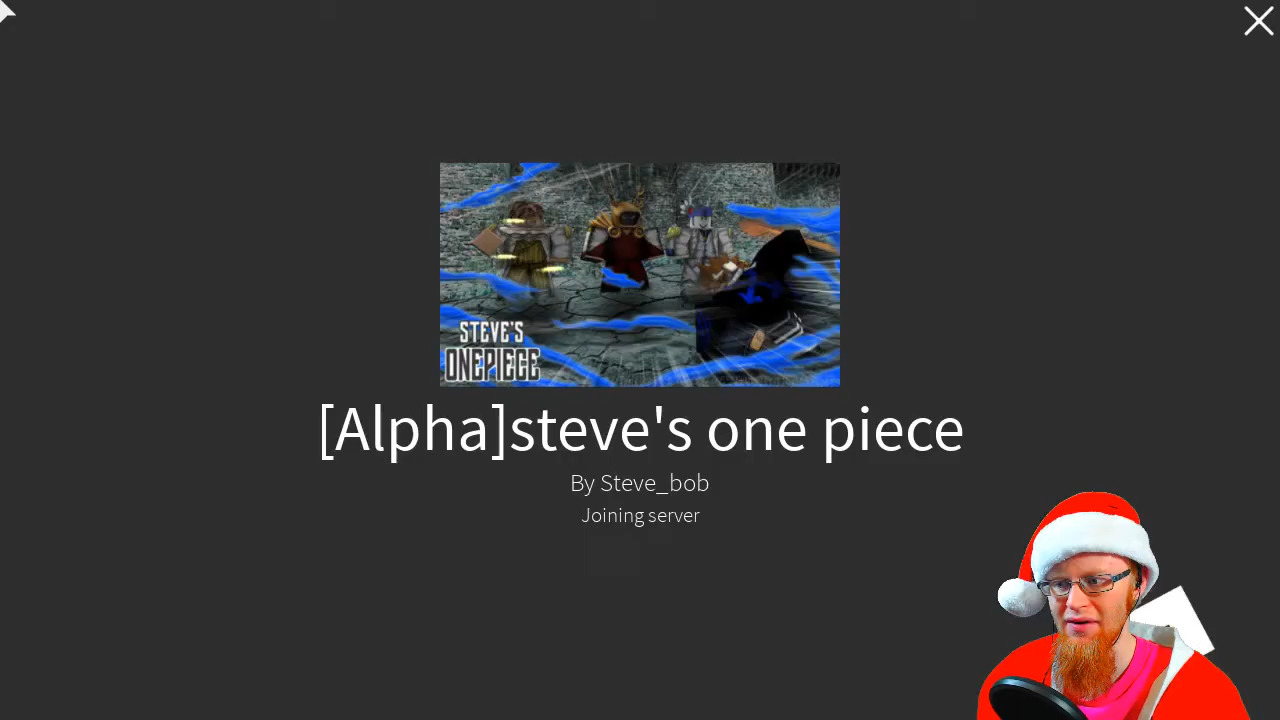 STEVE'S
ONEPIECE
[Alpha]steve's one piece
By Steve_bob
Joining server